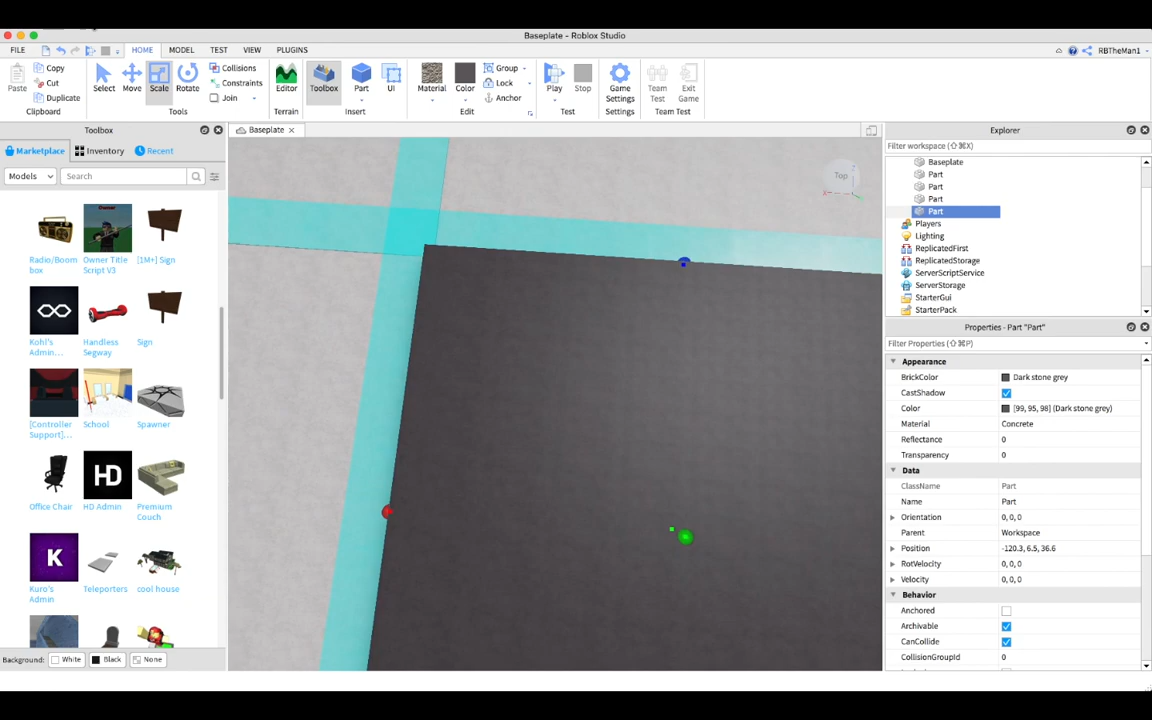 Baseplate - Roblox Studio
FILE HOME MODEL TEST VIEW PLUGINS RBTheMan1
Paste Copy Cut Duplicate Clipboard
Select Move Scale Rotate Collisions Constraints Join Tools
Editor Terrain
Toolbox Part UI Insert
Material Color Group Lock Anchor Edit
Play Stop Test
Game Settings Settings
Team Test Exit Game Team Test
Toolbox
Marketplace Inventory Recent
Models Search
Radio/Boom box
Owner Title Script V3
[1M+] Sign
Kohl's Admin...
Handless Segway
Sign
[Controller Support]...
School
Spawner
Office Chair
HD
HD Admin
Premium Couch
K
Kuro's Admin
Teleporters
cool house
Background: White Black None
Baseplate
Top
X
Z
Explorer
Filter workspace (⇧⌘X)
Baseplate
Part
Part
Part
Part
Players
Lighting
ReplicatedFirst
ReplicatedStorage
ServerScriptService
ServerStorage
StarterGui
StarterPack
Properties - Part "Part"
Filter Properties (⇧⌘P)
Appearance
BrickColor Dark stone grey
CastShadow
Color [99, 95, 98] (Dark stone grey)
Material Concrete
Reflectance 0
Transparency 0
Data
ClassName Part
Name Part
Orientation 0, 0, 0
Parent Workspace
Position -120.3, 6.5, 36.6
RotVelocity 0, 0, 0
Velocity 0, 0, 0
Behavior
Anchored
Archivable
CanCollide
CollisionGroupId 0